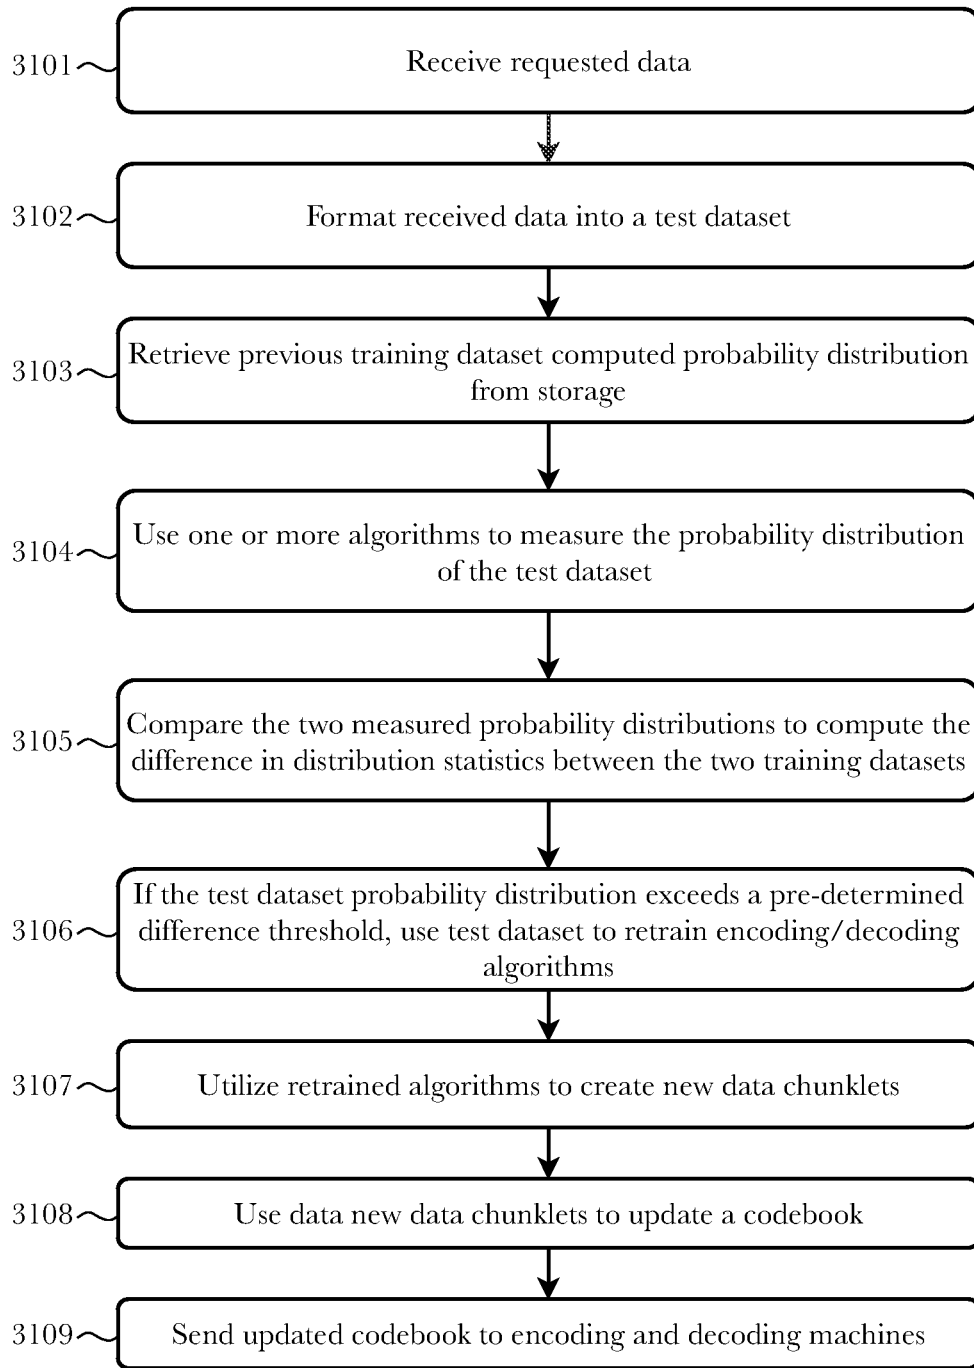 3101
Receive requested data
3102
Format received data into a test dataset
3103
Retrieve previous training dataset computed probability distribution
from storage
3104
Use one or more algorithms to measure the probability distribution
of the test dataset
3105
Compare the two measured probability distributions to compute the
difference in distribution statistics between the two training datasets
3106
If the test dataset probability distribution exceeds a pre-determined
difference threshold, use test dataset to retrain encoding/decoding
algorithms
3107
Utilize retrained algorithms to create new data chunklets
3108
Use data new data chunklets to update a codebook
3109
Send updated codebook to encoding and decoding machines